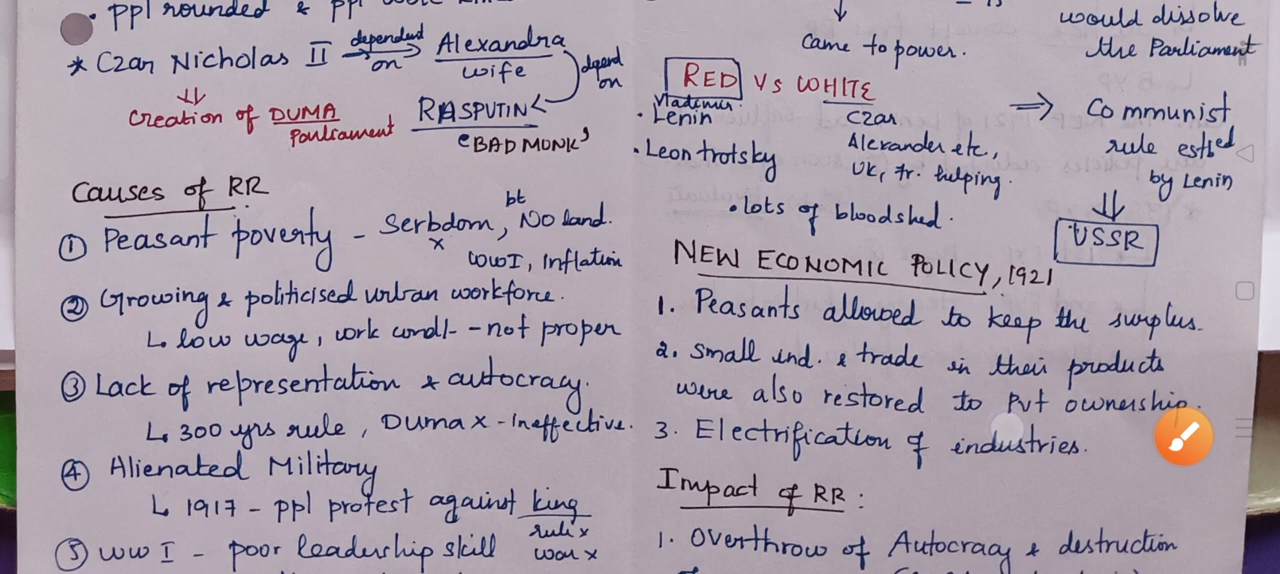 • ppl rounded & ppl were
* Czar Nicholas II dependent on Alexandra
wife
depend on
RASPUTIN
'BAD MONK'
Creation of DUMA
Parliament
Causes of RR
① Peasant poverty - Serbdom, bt No land.
x
WWI, Inflation
② Growing & politicised urban workforce.
low wage, work condl- - not proper
③ Lack of representation & autocracy.
300 yrs rule, Duma x - Ineffective.
④ Alienated Military
1917 - ppl protest against king
rule x
war x
⑤ WW I - poor leadership skill
came to power.
would dissolve
the Parliament
RED VS WHITE
• Vladimir Lenin
• Leon trotsky
Czar
Alexander etc.,
UK, fr. helping.
• lots of bloodshed.
⇒ Communist
rule estbed
by Lenin
USSR
NEW ECONOMIC POLICY, 1921
1. Peasants allowed to keep the surplus.
2. small ind. & trade in their products
were also restored to Pvt ownership.
3. Electrification of industries.
Impact of RR :
1. Overthrow of Autocracy & destruction